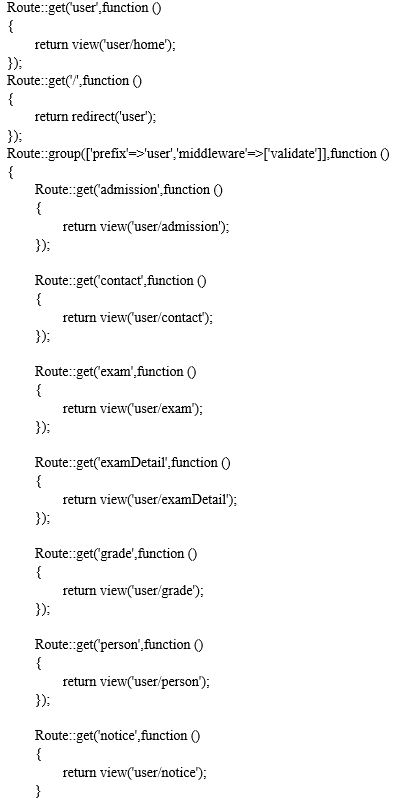 Route::get('user',function ()
{
return view('user/home');
});
Route::get('/',function ()
{
return redirect('user');
});
Route::group(['prefix'=>'user','middleware'=>['validate']],function ()
{
Route::get('admission',function ()
{
return view('user/admission');
});
Route::get('contact',function ()
{
return view('user/contact');
});
Route::get('exam',function ()
{
return view('user/exam');
});
Route::get('examDetail',function ()
{
return view('user/examDetail');
});
Route::get('grade',function ()
{
return view('user/grade');
});
Route::get('person',function ()
{
return view('user/person');
});
Route::get('notice',function ()
{
return view('user/notice');
}